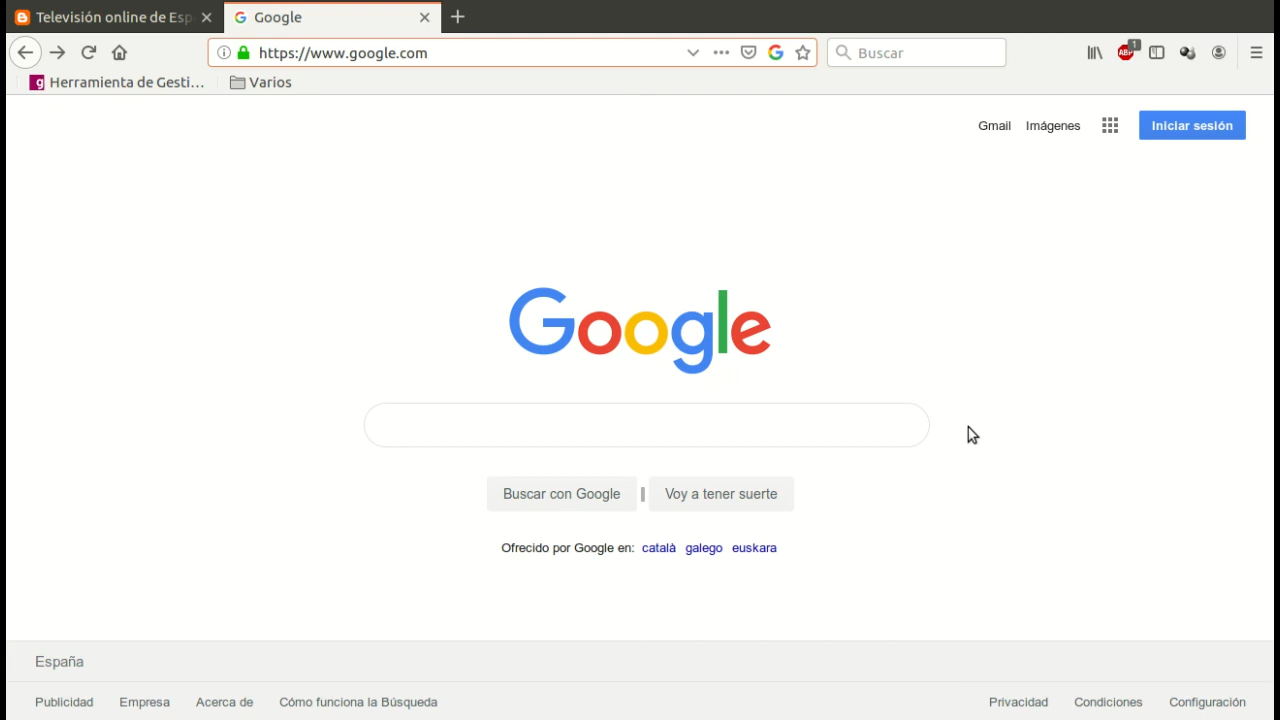 Televisión online de Esp
Google
https://www.google.com
Buscar
ABP
1
g Herramienta de Gesti...
Varios
Gmail
Imágenes
Iniciar sesión
Google
Buscar con Google
Voy a tener suerte
Ofrecido por Google en: català galego euskara
España
Publicidad
Empresa
Acerca de
Cómo funciona la Búsqueda
Privacidad
Condiciones
Configuración